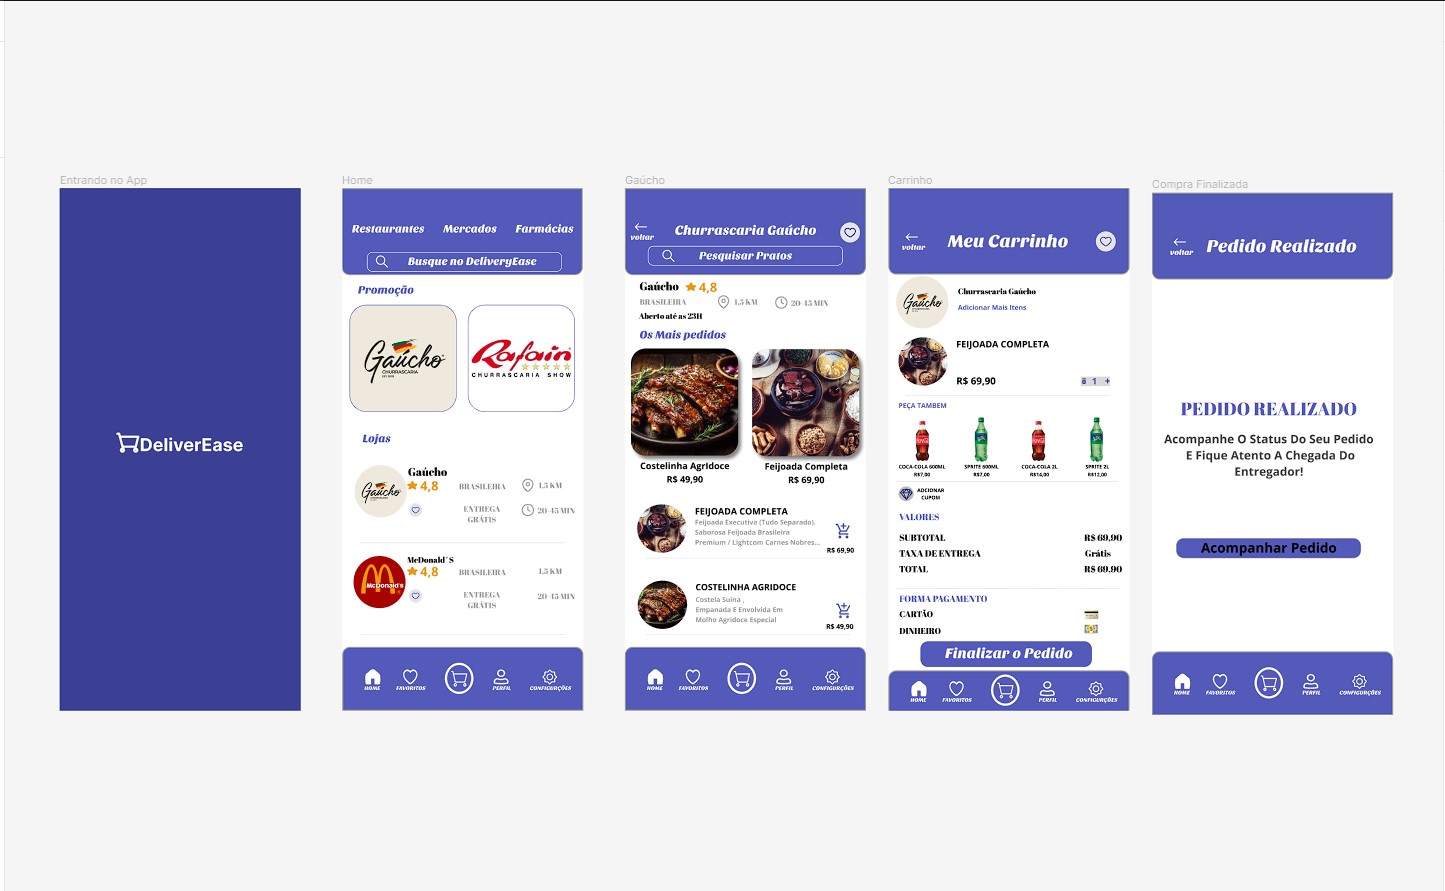 Entrando no App
DeliverEase
Home
Restaurantes Mercados Farmácias
Busque no DeliveryEase
Promoção
Gaúcho
CHURRASCARIA
Rafain
CHURRASCARIA SHOW
Lojas
Gaúcho
Gaúcho
4,8
BRASILEIRA
1.5 KM
ENTREGA
GRÁTIS
20-45 MIN
McDonald's
McDonald´S
4,8
BRASILEIRA
1.5 KM
ENTREGA
GRÁTIS
20-45 MIN
HOME FAVORITOS PERFIL CONFIGURÇÕES
Gaúcho
voltar
Churrascaria Gaúcho
Pesquisar Pratos
Gaúcho 4,8
BRASILEIRA 1.5 KM 20-45 MIN
Aberto até as 23H
Os Mais pedidos
Costelinha AgrIdoce
R$ 49,90
Feijoada Completa
R$ 69,90
FEIJOADA COMPLETA
Feijoada Executiva (Tudo Separado).
Saborosa Feijoada Brasileira
Premium / Lightcom Carnes Nobres...
R$ 69,90
COSTELINHA AGRIDOCE
Costela Suína ,
Empanada E Envolvida Em
Molho Agridoce Especial
R$ 49,90
HOME FAVORITOS PERFIL CONFIGURÇÕES
Carrinho
voltar
Meu Carrinho
Gaúcho
Churrascaria Gaúcho
Adicionar Mais Itens
FEIJOADA COMPLETA
R$ 69,90
1 +
PEÇA TAMBEM
COCA-COLA 600ML SPRITE 600ML COCA-COLA 2L SPRITE 2L
R$7,00 R$7,00 R$14,00 R$12,00
ADCIONAR
CUPOM
VALORES
SUBTOTAL R$ 69,90
TAXA DE ENTREGA Grátis
TOTAL R$ 69,90
FORMA PAGAMENTO
CARTÃO
DINHEIRO
Finalizar o Pedido
HOME FAVORITOS PERFIL CONFIGURÇÕES
Compra Finalizada
voltar
Pedido Realizado
PEDIDO REALIZADO
Acompanhe O Status Do Seu Pedido
E Fique Atento A Chegada Do
Entregador!
Acompanhar Pedido
HOME FAVORITOS PERFIL CONFIGURÇÕES